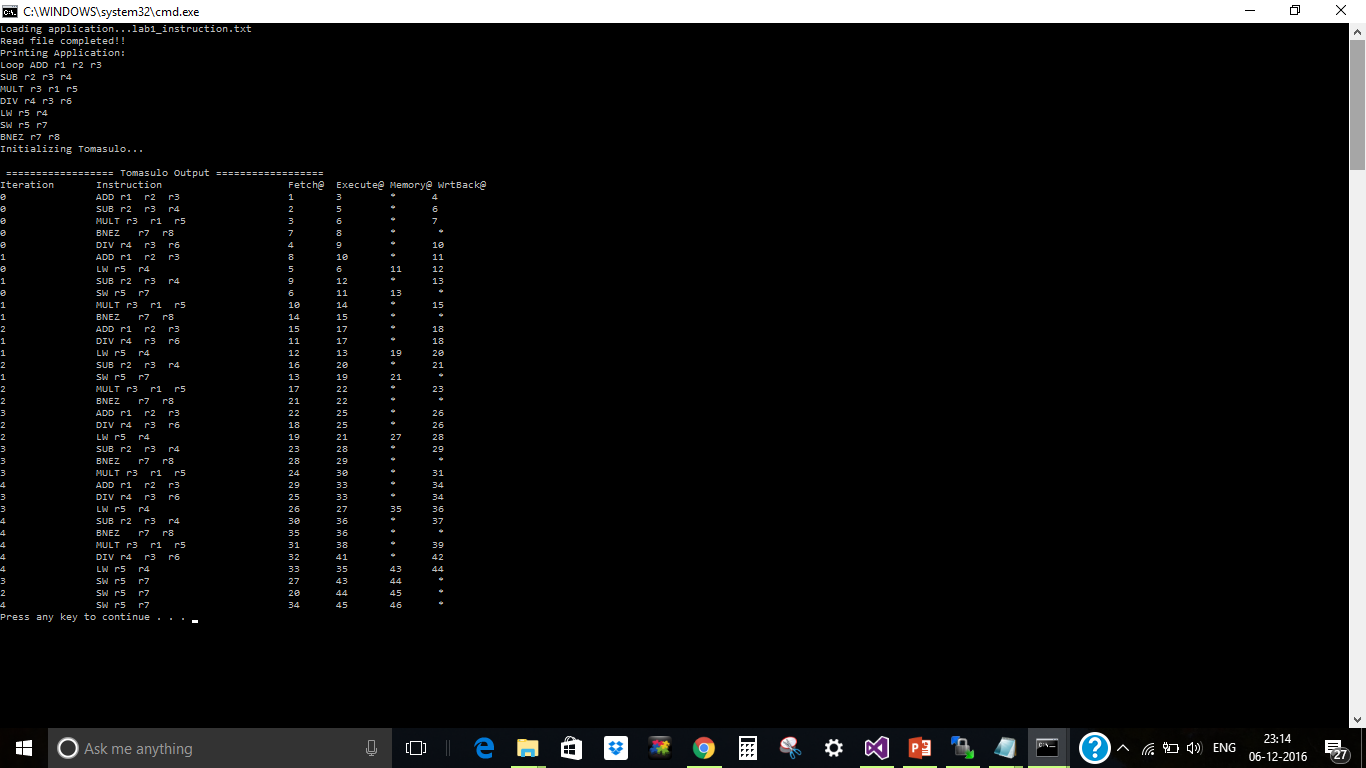 C:\WINDOWS\system32\cmd.exe
Loading application...lab1_instruction.txt
Read file completed!!
Printing Application:
Loop ADD r1 r2 r3
SUB r2 r3 r4
MULT r3 r1 r5
DIV r4 r3 r6
LW r5 r4
SW r5 r7
BNEZ r7 r8
Initializing Tomasulo...
================== Tomasulo Output ==================
Iteration Instruction Fetch@ Execute@ Memory@ WrtBack@
0 ADD r1 r2 r3 1 3 * 4
0 SUB r2 r3 r4 2 5 * 6
0 MULT r3 r1 r5 3 6 * 7
0 BNEZ r7 r8 7 8 * *
0 DIV r4 r3 r6 4 9 * 10
1 ADD r1 r2 r3 8 10 * 11
0 LW r5 r4 5 6 11 12
1 SUB r2 r3 r4 9 12 * 13
0 SW r5 r7 6 11 13 *
1 MULT r3 r1 r5 10 14 * 15
1 BNEZ r7 r8 14 15 * *
2 ADD r1 r2 r3 15 17 * 18
1 DIV r4 r3 r6 11 17 * 18
1 LW r5 r4 12 13 19 20
2 SUB r2 r3 r4 16 20 * 21
1 SW r5 r7 13 19 21 *
2 MULT r3 r1 r5 17 22 * 23
2 BNEZ r7 r8 21 22 * *
3 ADD r1 r2 r3 22 25 * 26
2 DIV r4 r3 r6 18 25 * 26
2 LW r5 r4 19 21 27 28
3 SUB r2 r3 r4 23 28 * 29
3 BNEZ r7 r8 28 29 * *
3 MULT r3 r1 r5 24 30 * 31
4 ADD r1 r2 r3 29 33 * 34
3 DIV r4 r3 r6 25 33 * 34
3 LW r5 r4 26 27 35 36
4 SUB r2 r3 r4 30 36 * 37
4 BNEZ r7 r8 35 36 * *
4 MULT r3 r1 r5 31 38 * 39
4 DIV r4 r3 r6 32 41 * 42
4 LW r5 r4 33 35 43 44
3 SW r5 r7 27 43 44 *
2 SW r5 r7 20 44 45 *
4 SW r5 r7 34 45 46 *
Press any key to continue . . .
Ask me anything
ENG
23:14
06-12-2016
27